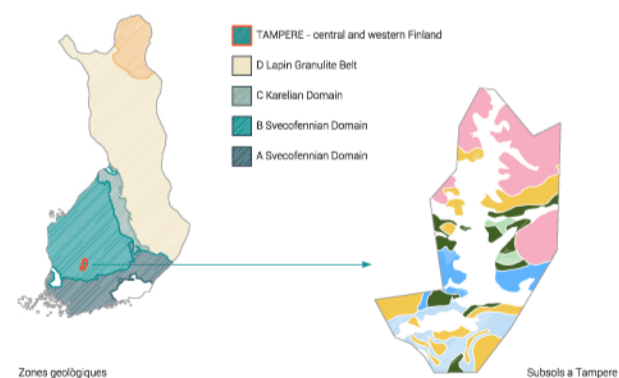 TAMPERE - central and western Finland
D Lapin Granulite Belt
C Karelian Domain
B Svecofennian Domain
A Svecofennian Domain
Zones geològiques
Subsols a Tampere